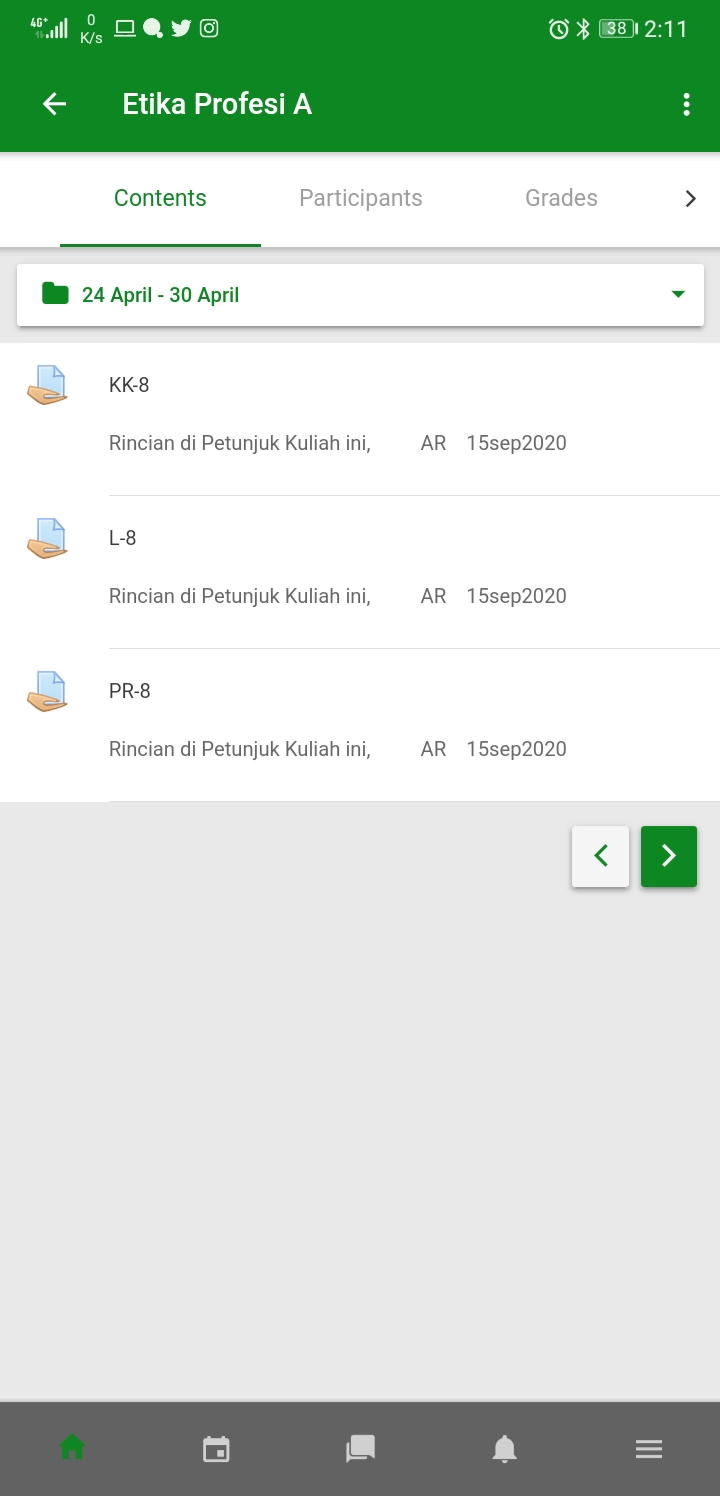 4G+ 0 K/s 38 2:11
Etika Profesi A
Contents Participants Grades
24 April - 30 April
KK-8
Rincian di Petunjuk Kuliah ini, AR 15sep2020
L-8
Rincian di Petunjuk Kuliah ini, AR 15sep2020
PR-8
Rincian di Petunjuk Kuliah ini, AR 15sep2020